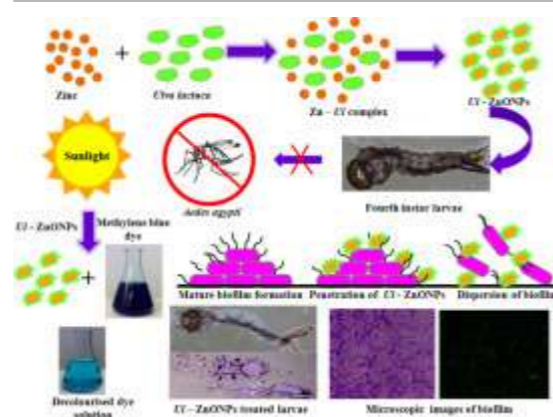 Zinc
+
Ulva lactuca
Zn – Ul complex
Ul - ZnONPs
Sunlight
Aedes agypti
Fourth instar larvae
Ul - ZnONPs
Methylene blue
dye
+
Mature biofilm formation
Penetration of Ul - ZnONPs
Dispersion of biofilm
Decolourised dye
solution
Ul - ZnONPs treated larvae
Microscopic images of biofilm